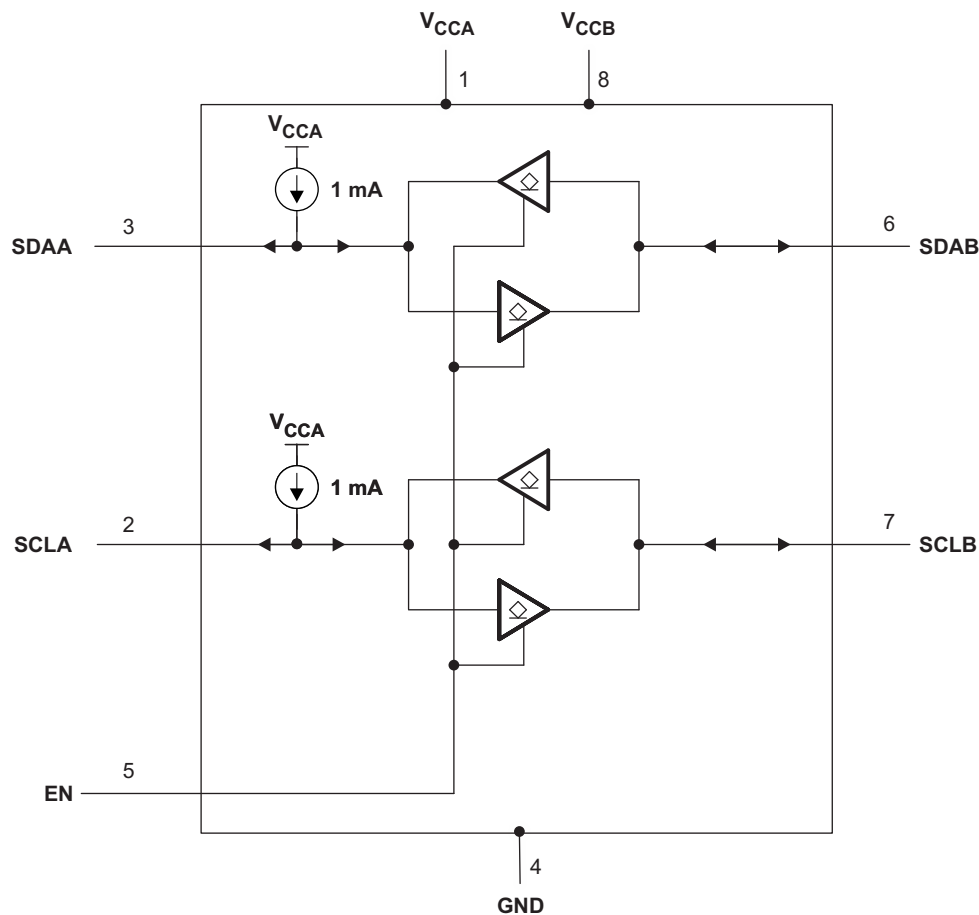 VCCA VCCB
1 8
VCCA
1 mA
3 6
SDAA SDAB
VCCA
1 mA
2 7
SCLA SCLB
5
EN
4
GND